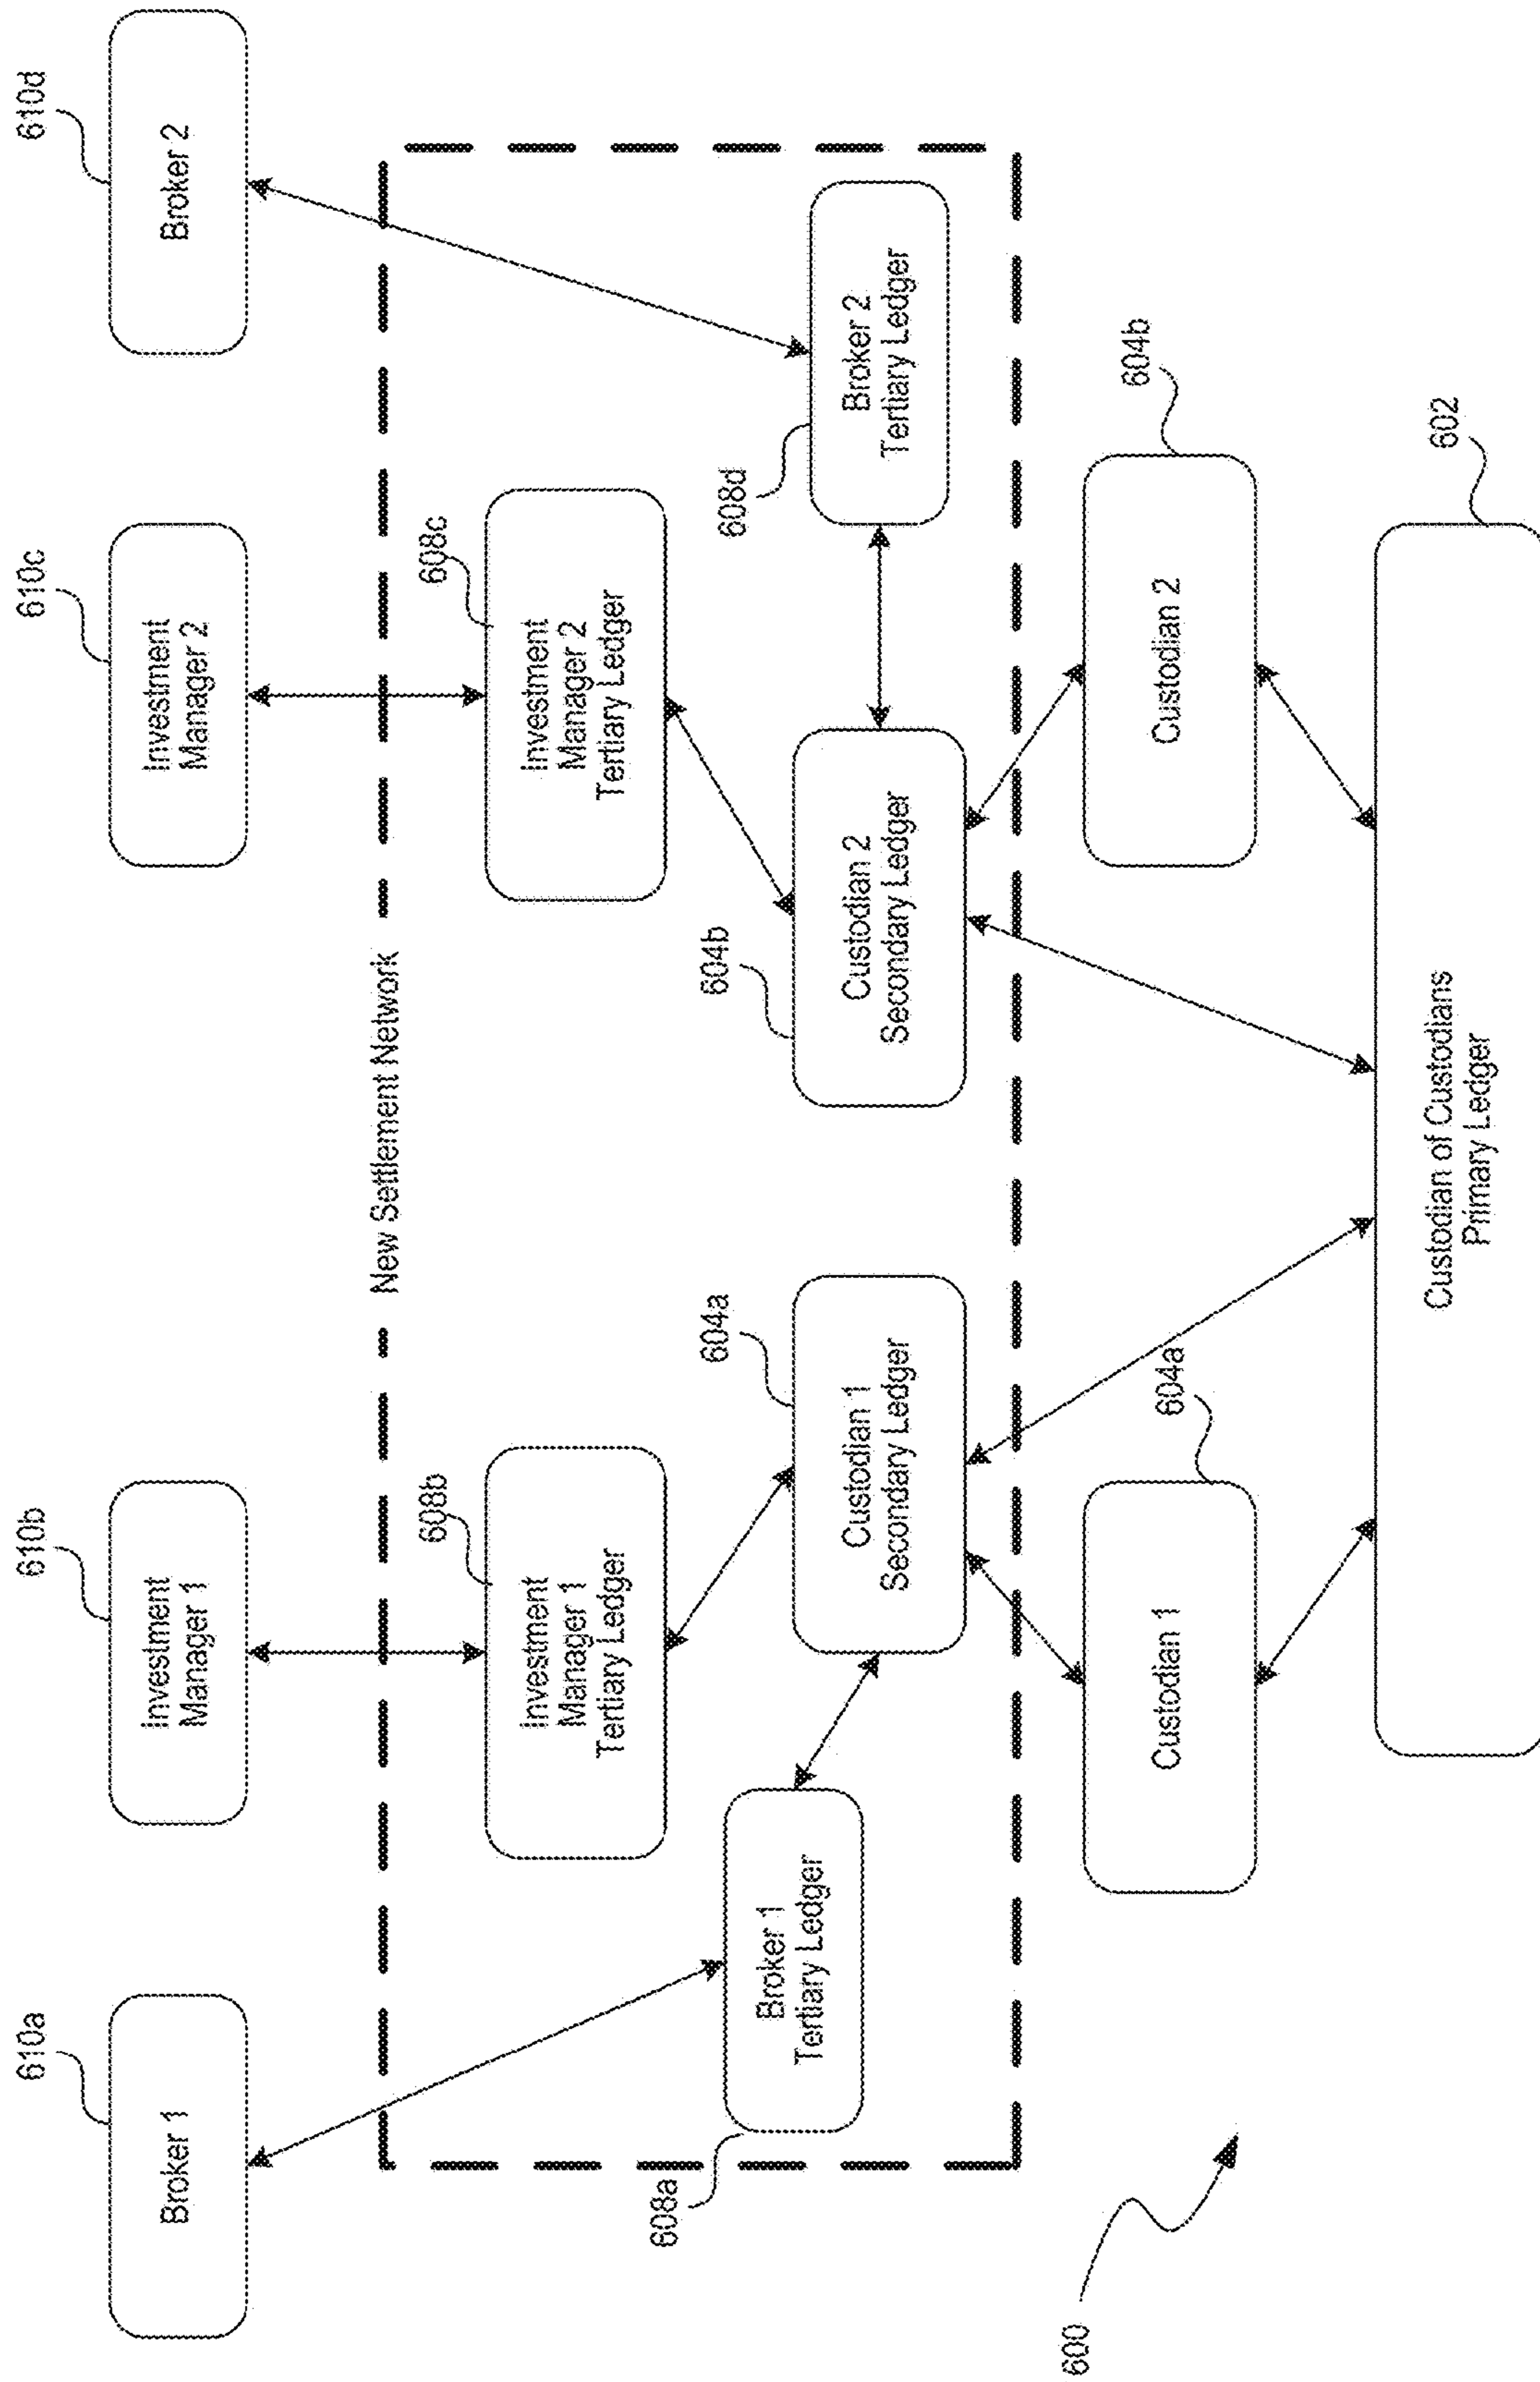 610a
610b
610c
610d
Broker 1
Investment
Manager 1
Investment
Manager 2
Broker 2
New Settlement Network
608b
608c
Investment
Manager 1
Tertiary Ledger
Investment
Manager 2
Tertiary Ledger
608a
604a
604b
608d
Broker 1
Tertiary Ledger
Custodian 1
Secondary Ledger
Custodian 2
Secondary Ledger
Broker 2
Tertiary Ledger
600
604a
604b
Custodian 1
Custodian 2
602
Custodian of Custodians
Primary Ledger